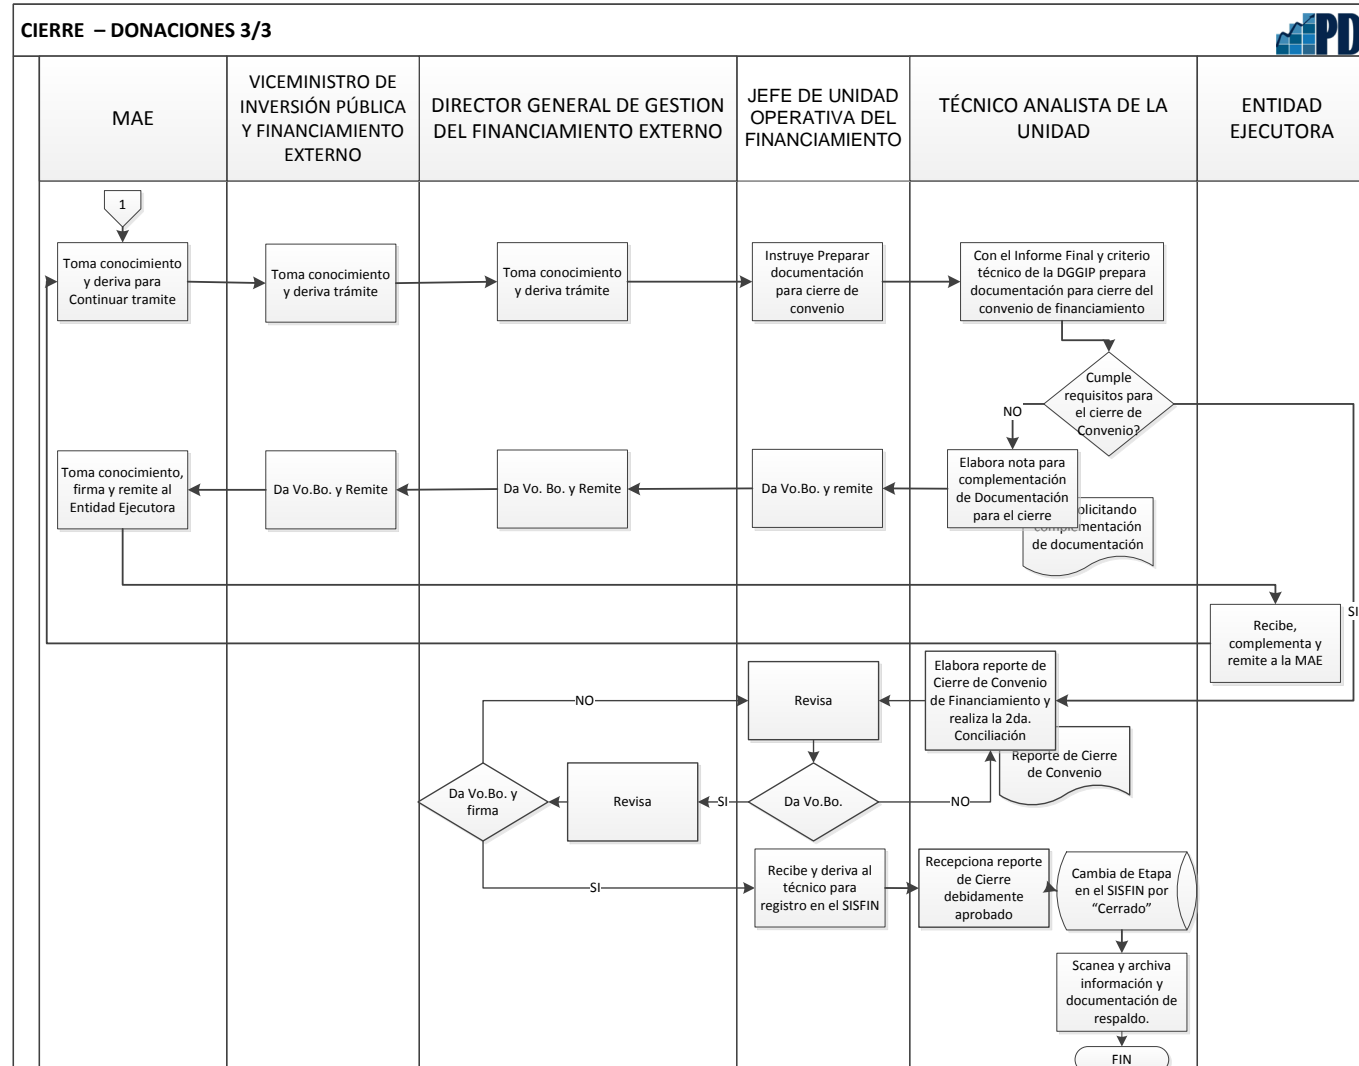 CIERRE – DONACIONES 3/3
PD
MAE
VICEMINISTRO DE
INVERSIÓN PÚBLICA
Y FINANCIAMIENTO
EXTERNO
DIRECTOR GENERAL DE GESTION
DEL FINANCIAMIENTO EXTERNO
JEFE DE UNIDAD
OPERATIVA DEL
FINANCIAMIENTO
TÉCNICO ANALISTA DE LA
UNIDAD
ENTIDAD
EJECUTORA
1
Toma conocimiento
y deriva para
Continuar tramite
Toma conocimiento
y deriva trámite
Toma conocimiento
y deriva trámite
Instruye Preparar
documentación
para cierre de
convenio
Con el Informe Final y criterio
técnico de la DGGIP prepara
documentación para cierre del
convenio de financiamiento
Cumple
requisitos para
el cierre de
Convenio?
NO
SI
Toma conocimiento,
firma y remite al
Entidad Ejecutora
Da Vo.Bo. y Remite
Da Vo. Bo. y Remite
Da Vo.Bo. y remite
Elabora nota para
complementación
de Documentación
para el cierre
de documentación
Recibe,
complementa y
remite a la MAE
Elabora reporte de
Cierre de Convenio
de Financiamiento y
realiza la 2da.
Conciliación
Reporte de Cierre
de Convenio
NO
Revisa
Da Vo.Bo. y
firma
Revisa
SI
Da Vo.Bo.
NO
SI
Recibe y deriva al
técnico para
registro en el SISFIN
Recepciona reporte
de Cierre
debidamente
aprobado
Cambia de Etapa
en el SISFIN por
“Cerrado”
Scanea y archiva
información y
documentación de
respaldo.
FIN